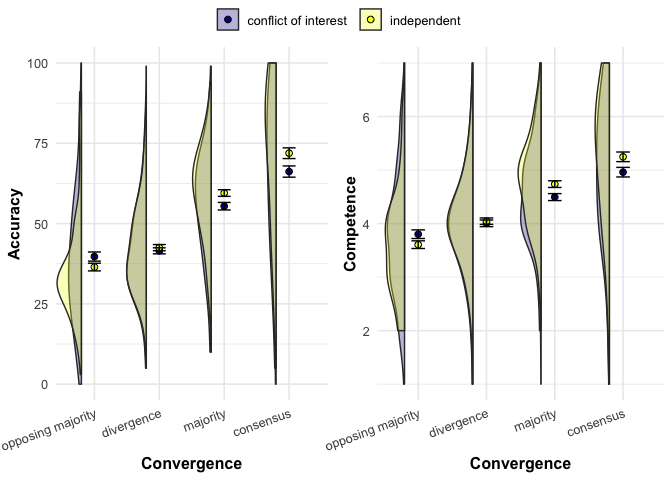 conflict of interest independent
Accuracy
100
75
50
25
0
opposing majority divergence majority consensus
Convergence
Competence
6
4
2
opposing majority divergence majority consensus
Convergence